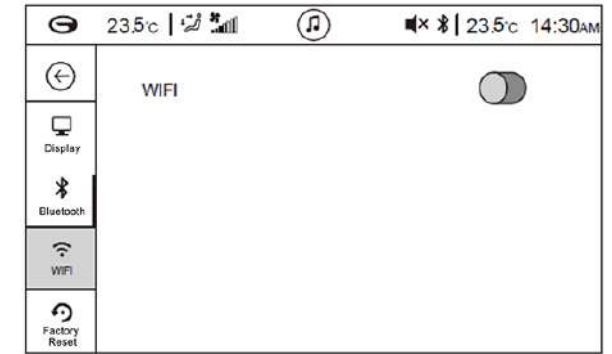 23.5°c 23.5°c 14:30AM
WIFI
Display
Bluetooth
WIFI
Factory
Reset